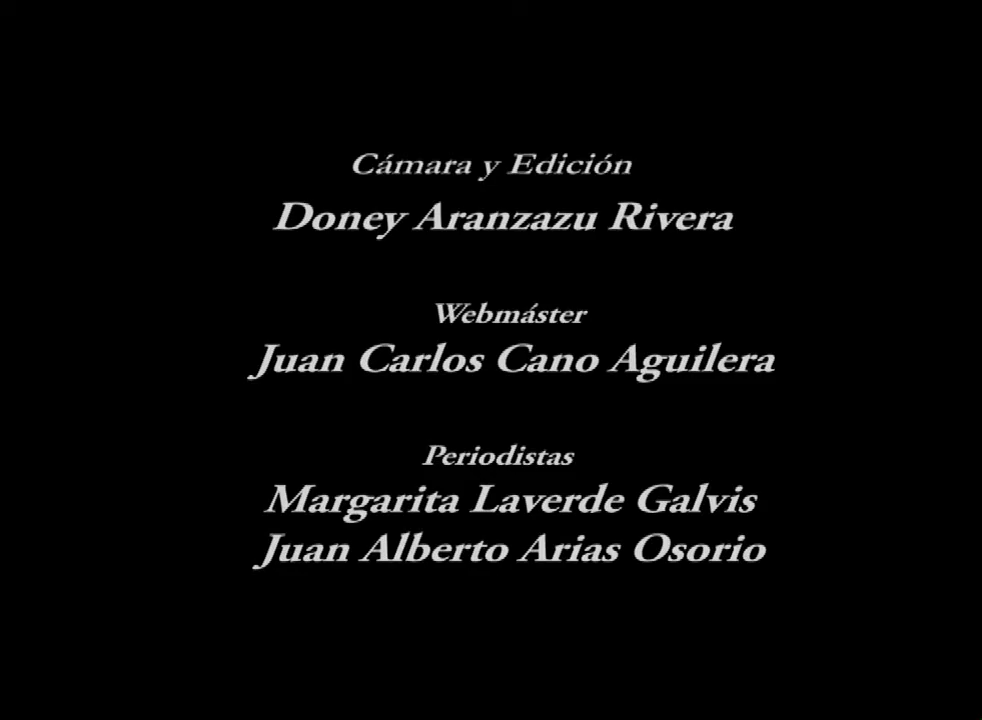 Cámara y Edición
Doney Aranzazu Rivera
Webmáster
Juan Carlos Cano Aguilera
Periodistas
Margarita Laverde Galvis
Juan Alberto Arias Osorio